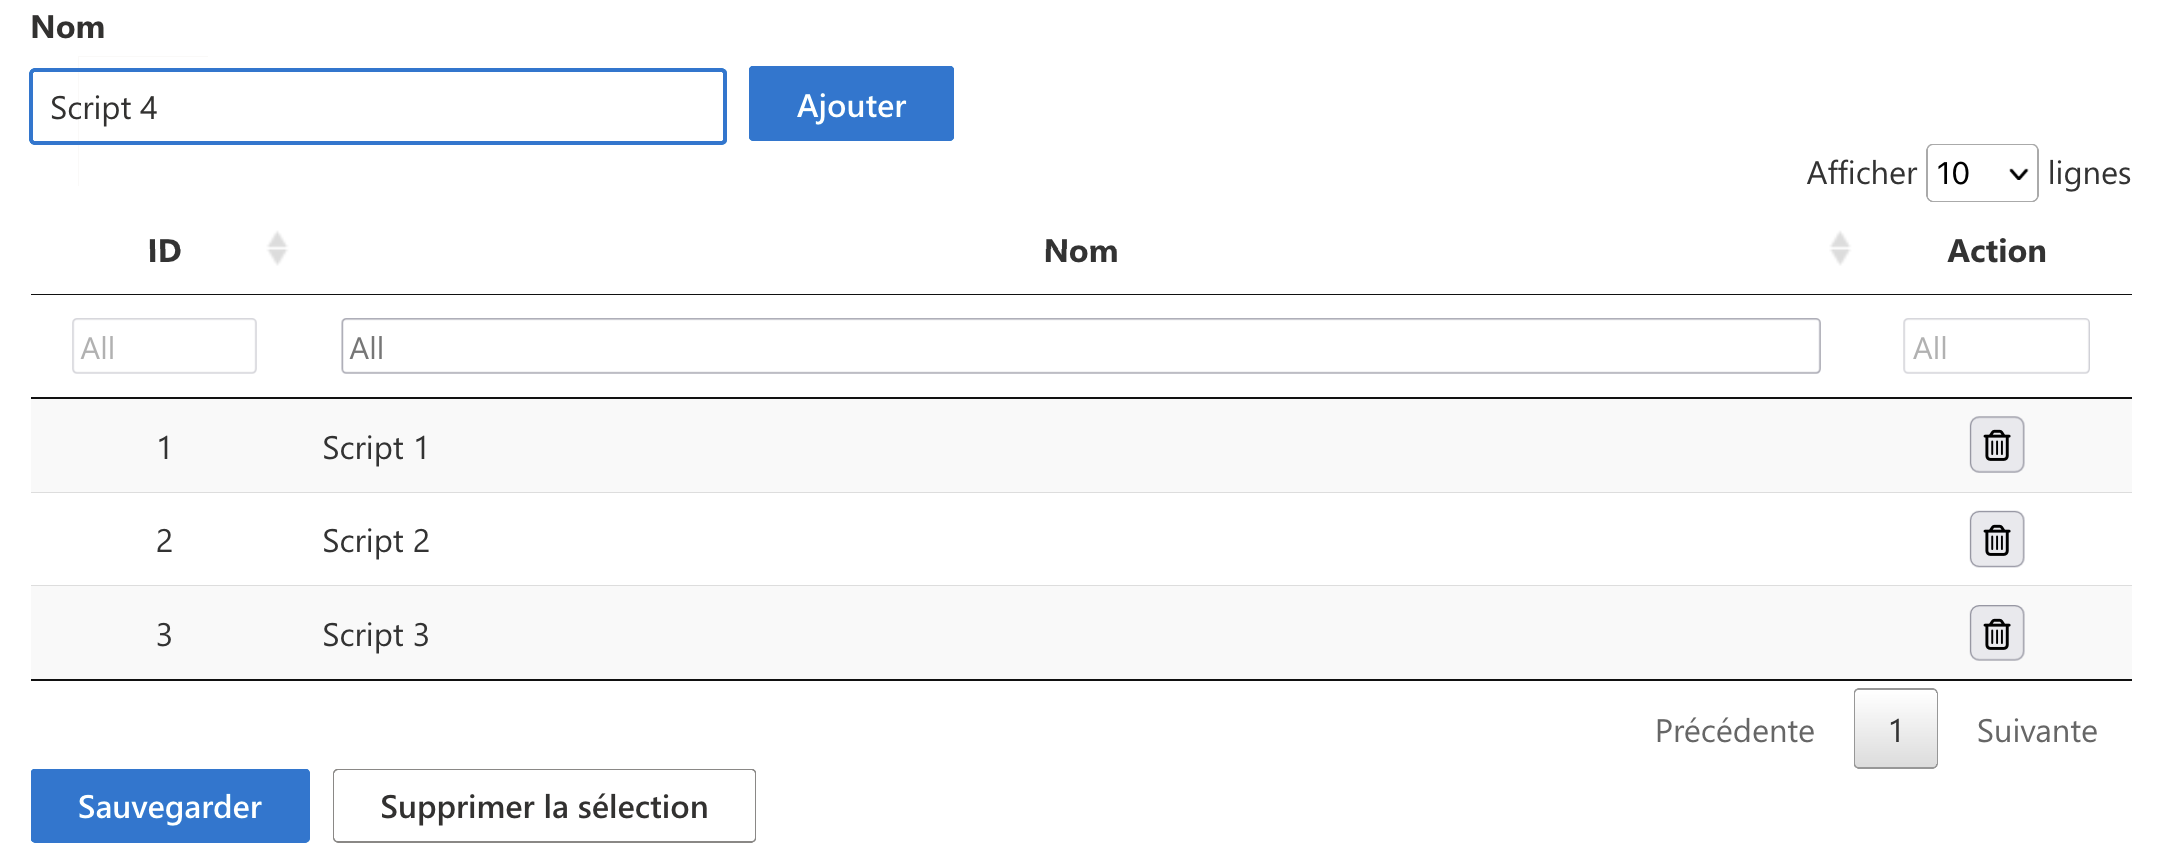 Nom
Script 4
Ajouter
Afficher 10 lignes
ID Nom Action
All All All
1 Script 1
2 Script 2
3 Script 3
Précédente 1 Suivante
Sauvegarder Supprimer la sélection